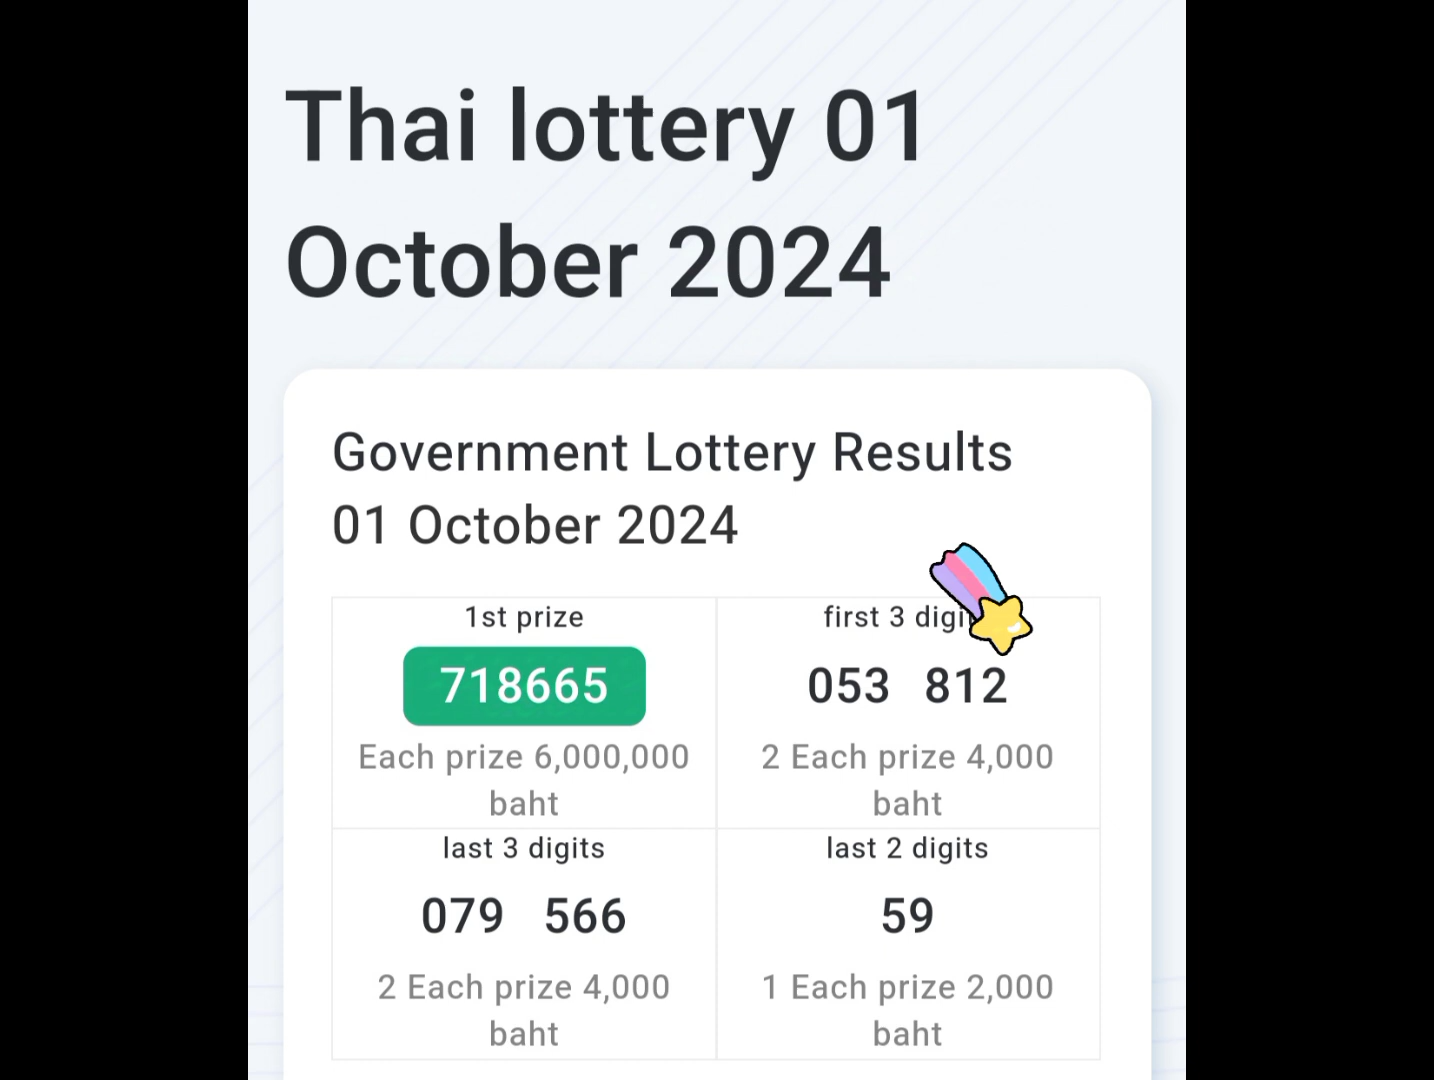 Thai lottery 01
October 2024
Government Lottery Results
01 October 2024
1st prize
718665
Each prize 6,000,000
baht
first 3
053 812
2 Each prize 4,000
baht
last 3 digits
079 566
2 Each prize 4,000
baht
last 2 digits
59
1 Each prize 2,000
baht